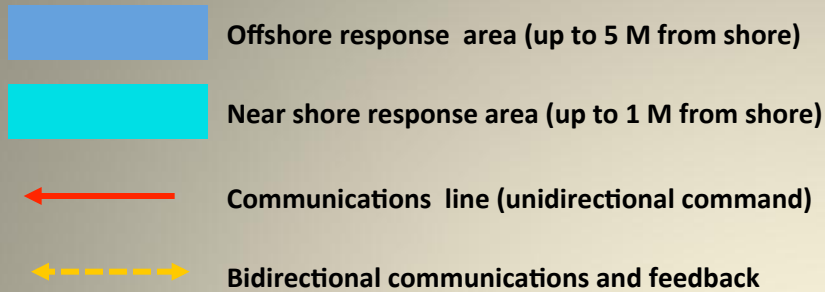 Offshore response area (up to 5 M from shore)
Near shore response area (up to 1 M from shore)
Communications line (unidirectional command)
Bidirectional communications and feedback